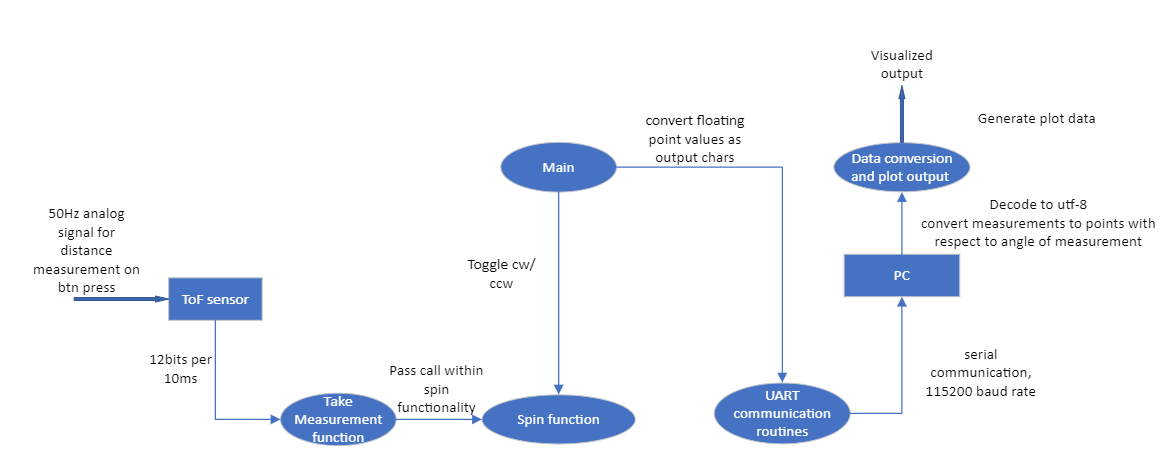 Visualized
output
Generate plot data
convert floating
point values as
output chars
Main
Data conversion
and plot output
50Hz analog
signal for
distance
measurement on
btn press
Decode to utf-8
convert measurements to points with
respect to angle of measurement
Toggle cw/
ccw
PC
ToF sensor
12bits per
10ms
Pass call within
spin
functionality
serial
communication,
115200 baud rate
Take
Measurement
function
Spin function
UART
communication
routines